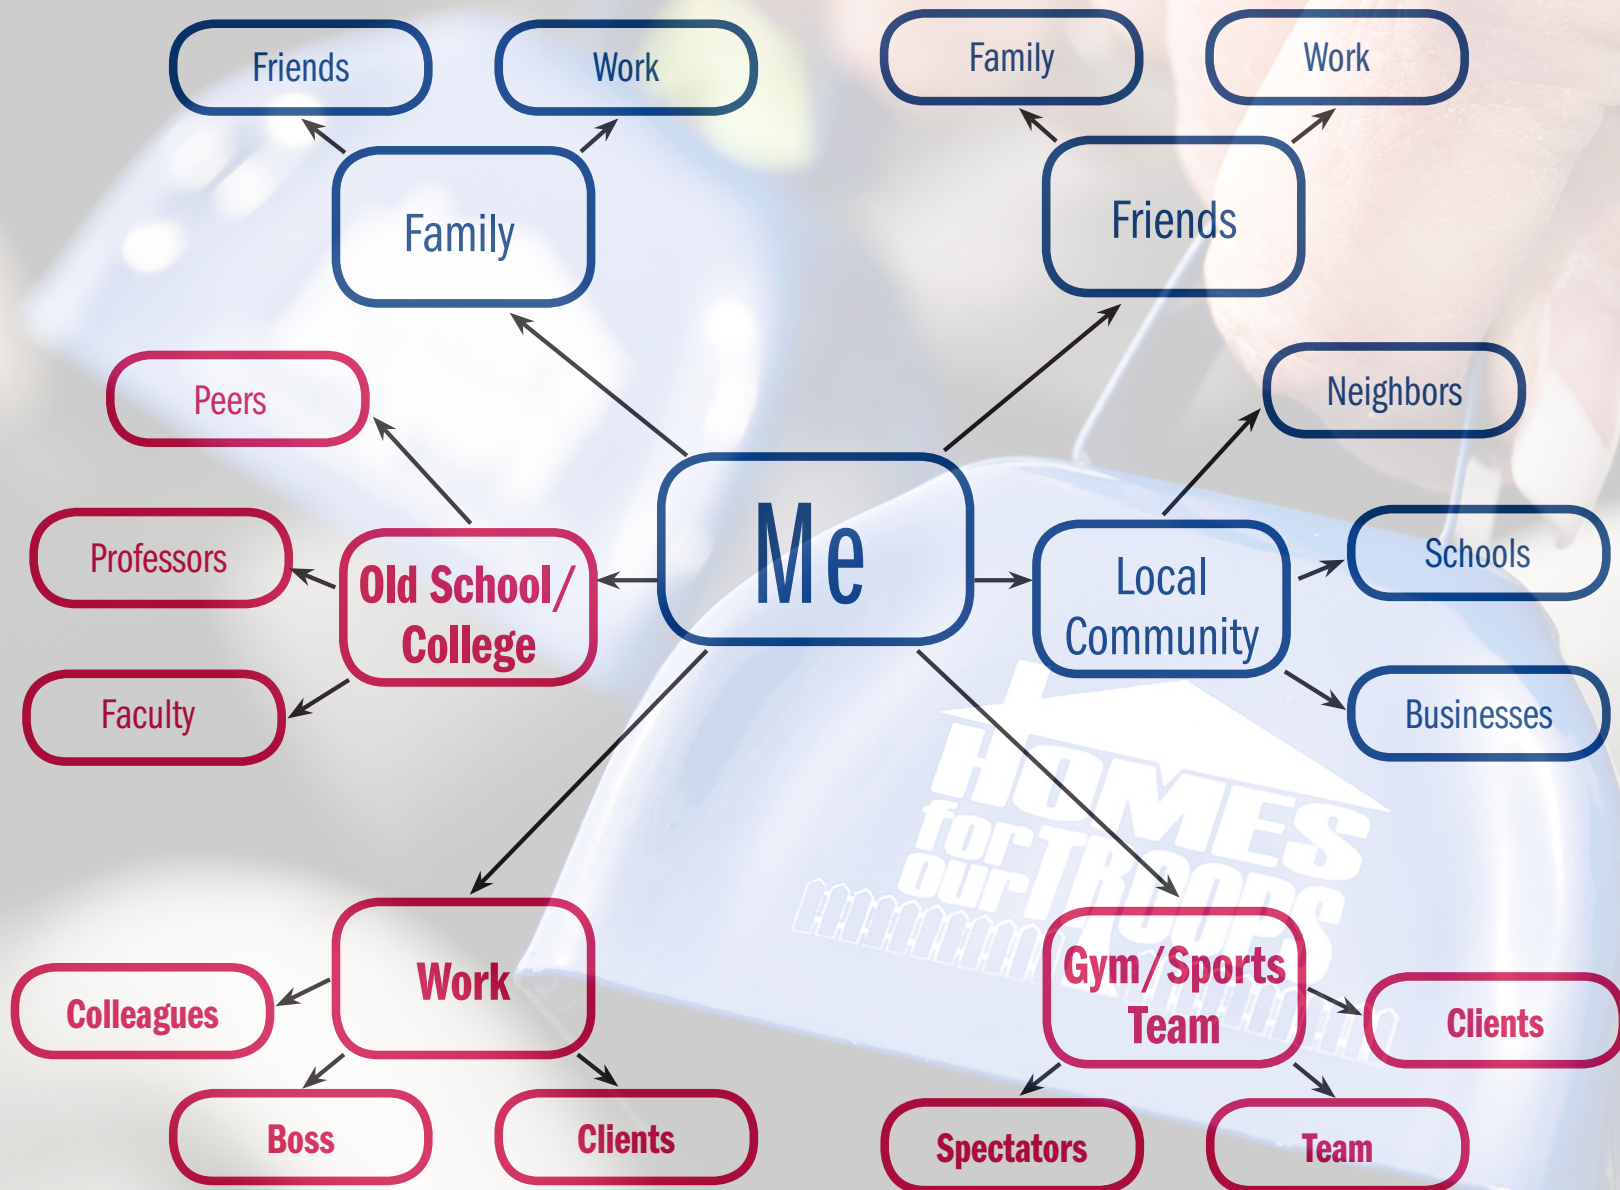 Friends
Work
Family
Work
Family
Friends
Peers
Neighbors
Me
Professors
Old School/
College
Local
Community
Schools
Faculty
Businesses
HOMES
for
our TROOPS
Work
Gym/Sports
Team
Colleagues
Clients
Boss
Clients
Spectators
Team